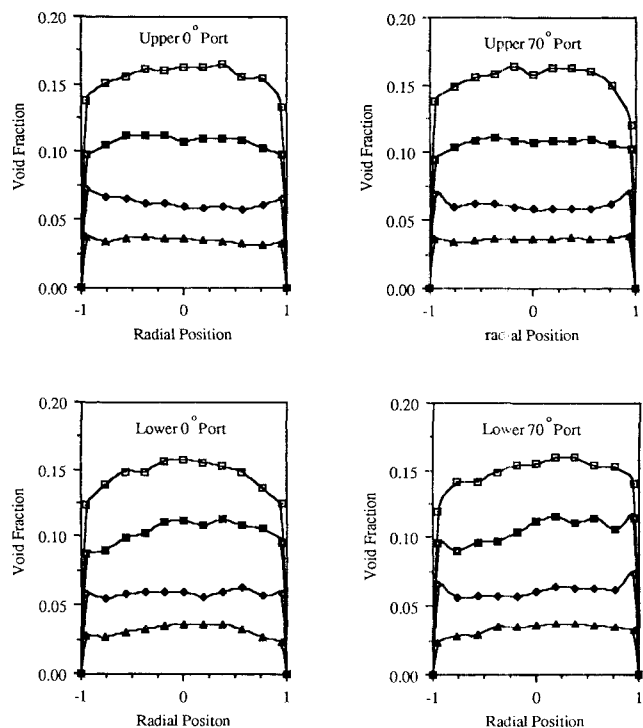 Upper 0° Port
Void Fraction
0.20
0.15
0.10
0.05
0.00
-1 0 1
Radial Position
Upper 70° Port
Void Fraction
0.20
0.15
0.10
0.05
0.00
-1 0 1
Position
Lower 0° Port
Void Fraction
0.20
0.15
0.10
0.05
0.00
-1 0 1
Radial Positon
Lower 70° Port
Void Fraction
0.20
0.15
0.10
0.05
0.00
-1 0 1
Radial Position